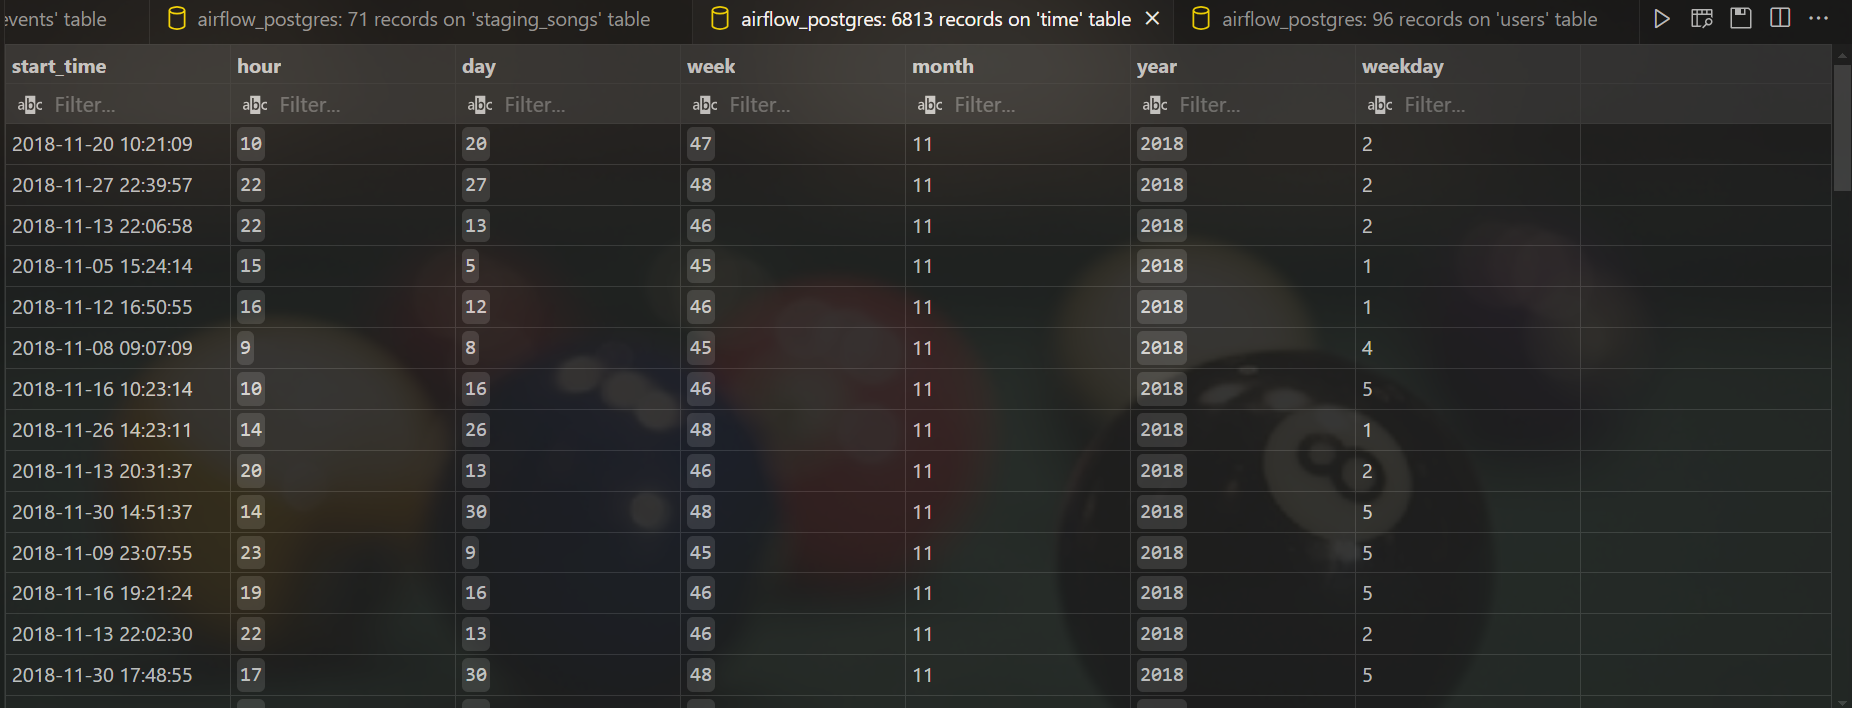 events' table airflow_postgres: 71 records on 'staging_songs' table airflow_postgres: 6813 records on 'time' table airflow_postgres: 96 records on 'users' table
start_time hour day week month year weekday
abc Filter... abc Filter... abc Filter... abc Filter... abc Filter... abc Filter... abc Filter...
2018-11-20 10:21:09 10 20 47 11 2018 2
2018-11-27 22:39:57 22 27 48 11 2018 2
2018-11-13 22:06:58 22 13 46 11 2018 2
2018-11-05 15:24:14 15 5 45 11 2018 1
2018-11-12 16:50:55 16 12 46 11 2018 1
2018-11-08 09:07:09 9 8 45 11 2018 4
2018-11-16 10:23:14 10 16 46 11 2018 5
2018-11-26 14:23:11 14 26 48 11 2018 1
2018-11-13 20:31:37 20 13 46 11 2018 2
2018-11-30 14:51:37 14 30 48 11 2018 5
2018-11-09 23:07:55 23 9 45 11 2018 5
2018-11-16 19:21:24 19 16 46 11 2018 5
2018-11-13 22:02:30 22 13 46 11 2018 2
2018-11-30 17:48:55 17 30 48 11 2018 5
8